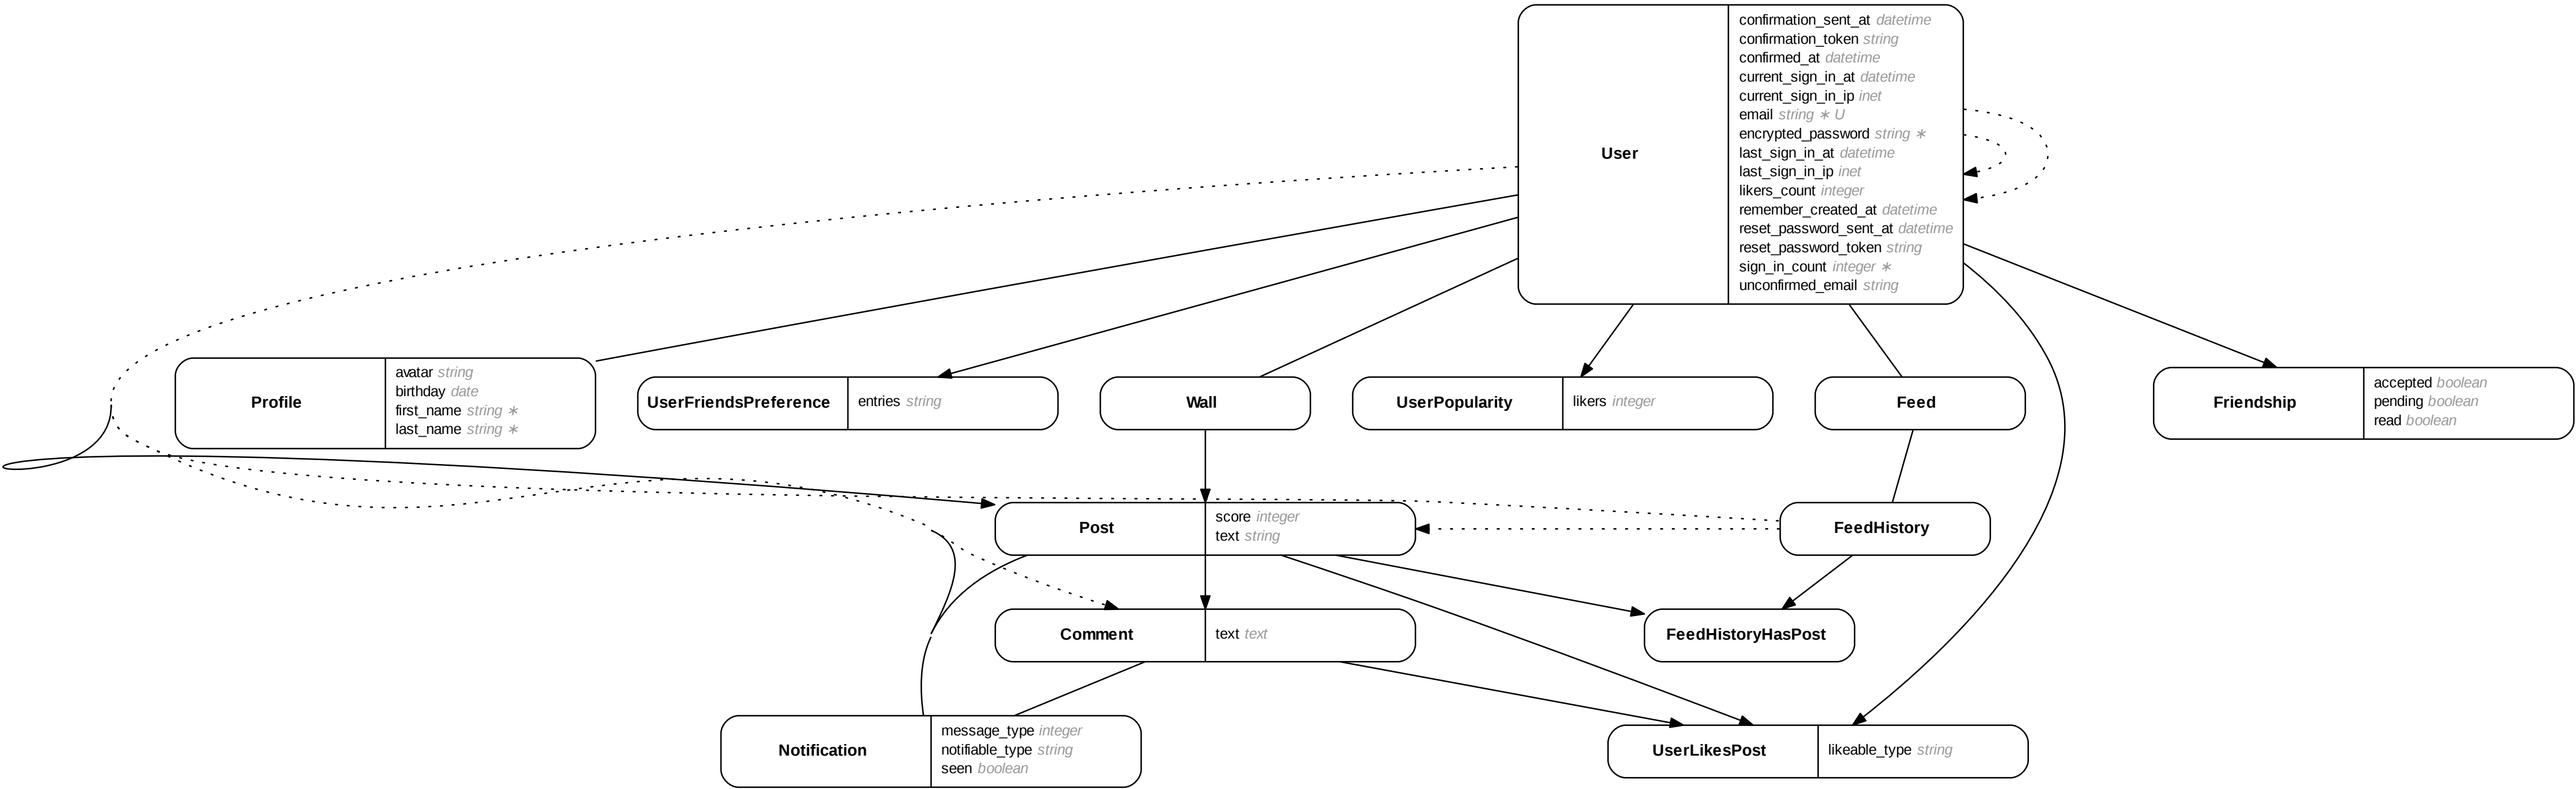 User
confirmation_sent_at datetime
confirmation_token string
confirmed_at datetime
current_sign_in_at datetime
current_sign_in_ip inet
email string ∗ U
encrypted_password string ∗
last_sign_in_at datetime
last_sign_in_ip inet
likers_count integer
remember_created_at datetime
reset_password_sent_at datetime
reset_password_token string
sign_in_count integer ∗
unconfirmed_email string
Profile
avatar string
birthday date
first_name string ∗
last_name string ∗
UserFriendsPreference
entries string
Wall
UserPopularity
likers integer
Feed
Friendship
accepted boolean
pending boolean
read boolean
Post
score integer
text string
FeedHistory
Comment
text text
FeedHistoryHasPost
Notification
message_type integer
notifiable_type string
seen boolean
UserLikesPost
likeable_type string